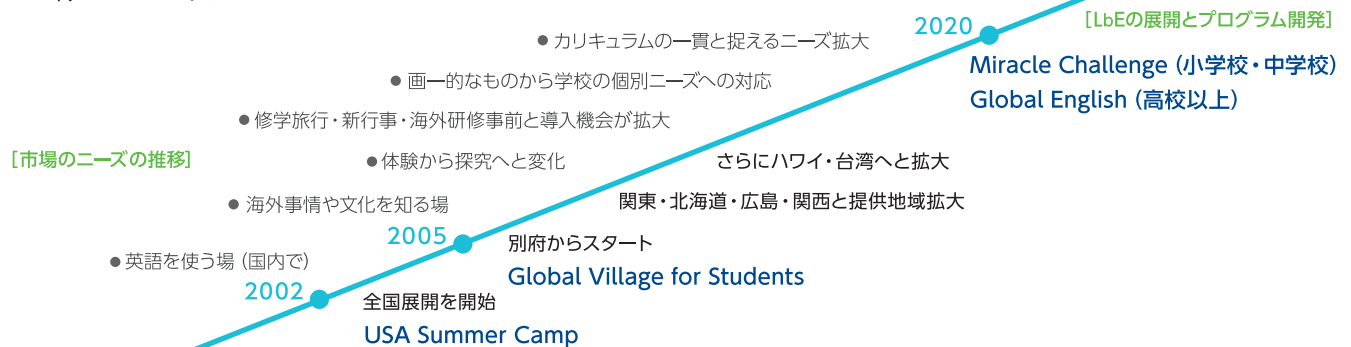 [LbEの展開とプログラム開発]
2020
Miracle Challenge (小学校・中学校)
Global English (高校以上)
● カリキュラムの一貫と捉えるニーズ拡大
● 画一的なものから学校の個別ニーズへの対応
● 修学旅行・新行事・海外研修事前と導入機会が拡大
[市場のニーズの推移]
● 体験から探究へと変化
さらにハワイ・台湾へと拡大
● 海外事情や文化を知る場
関東・北海道・広島・関西と提供地域拡大
2005
別府からスタート
Global Village for Students
● 英語を使う場 (国内で)
2002
全国展開を開始
USA Summer Camp